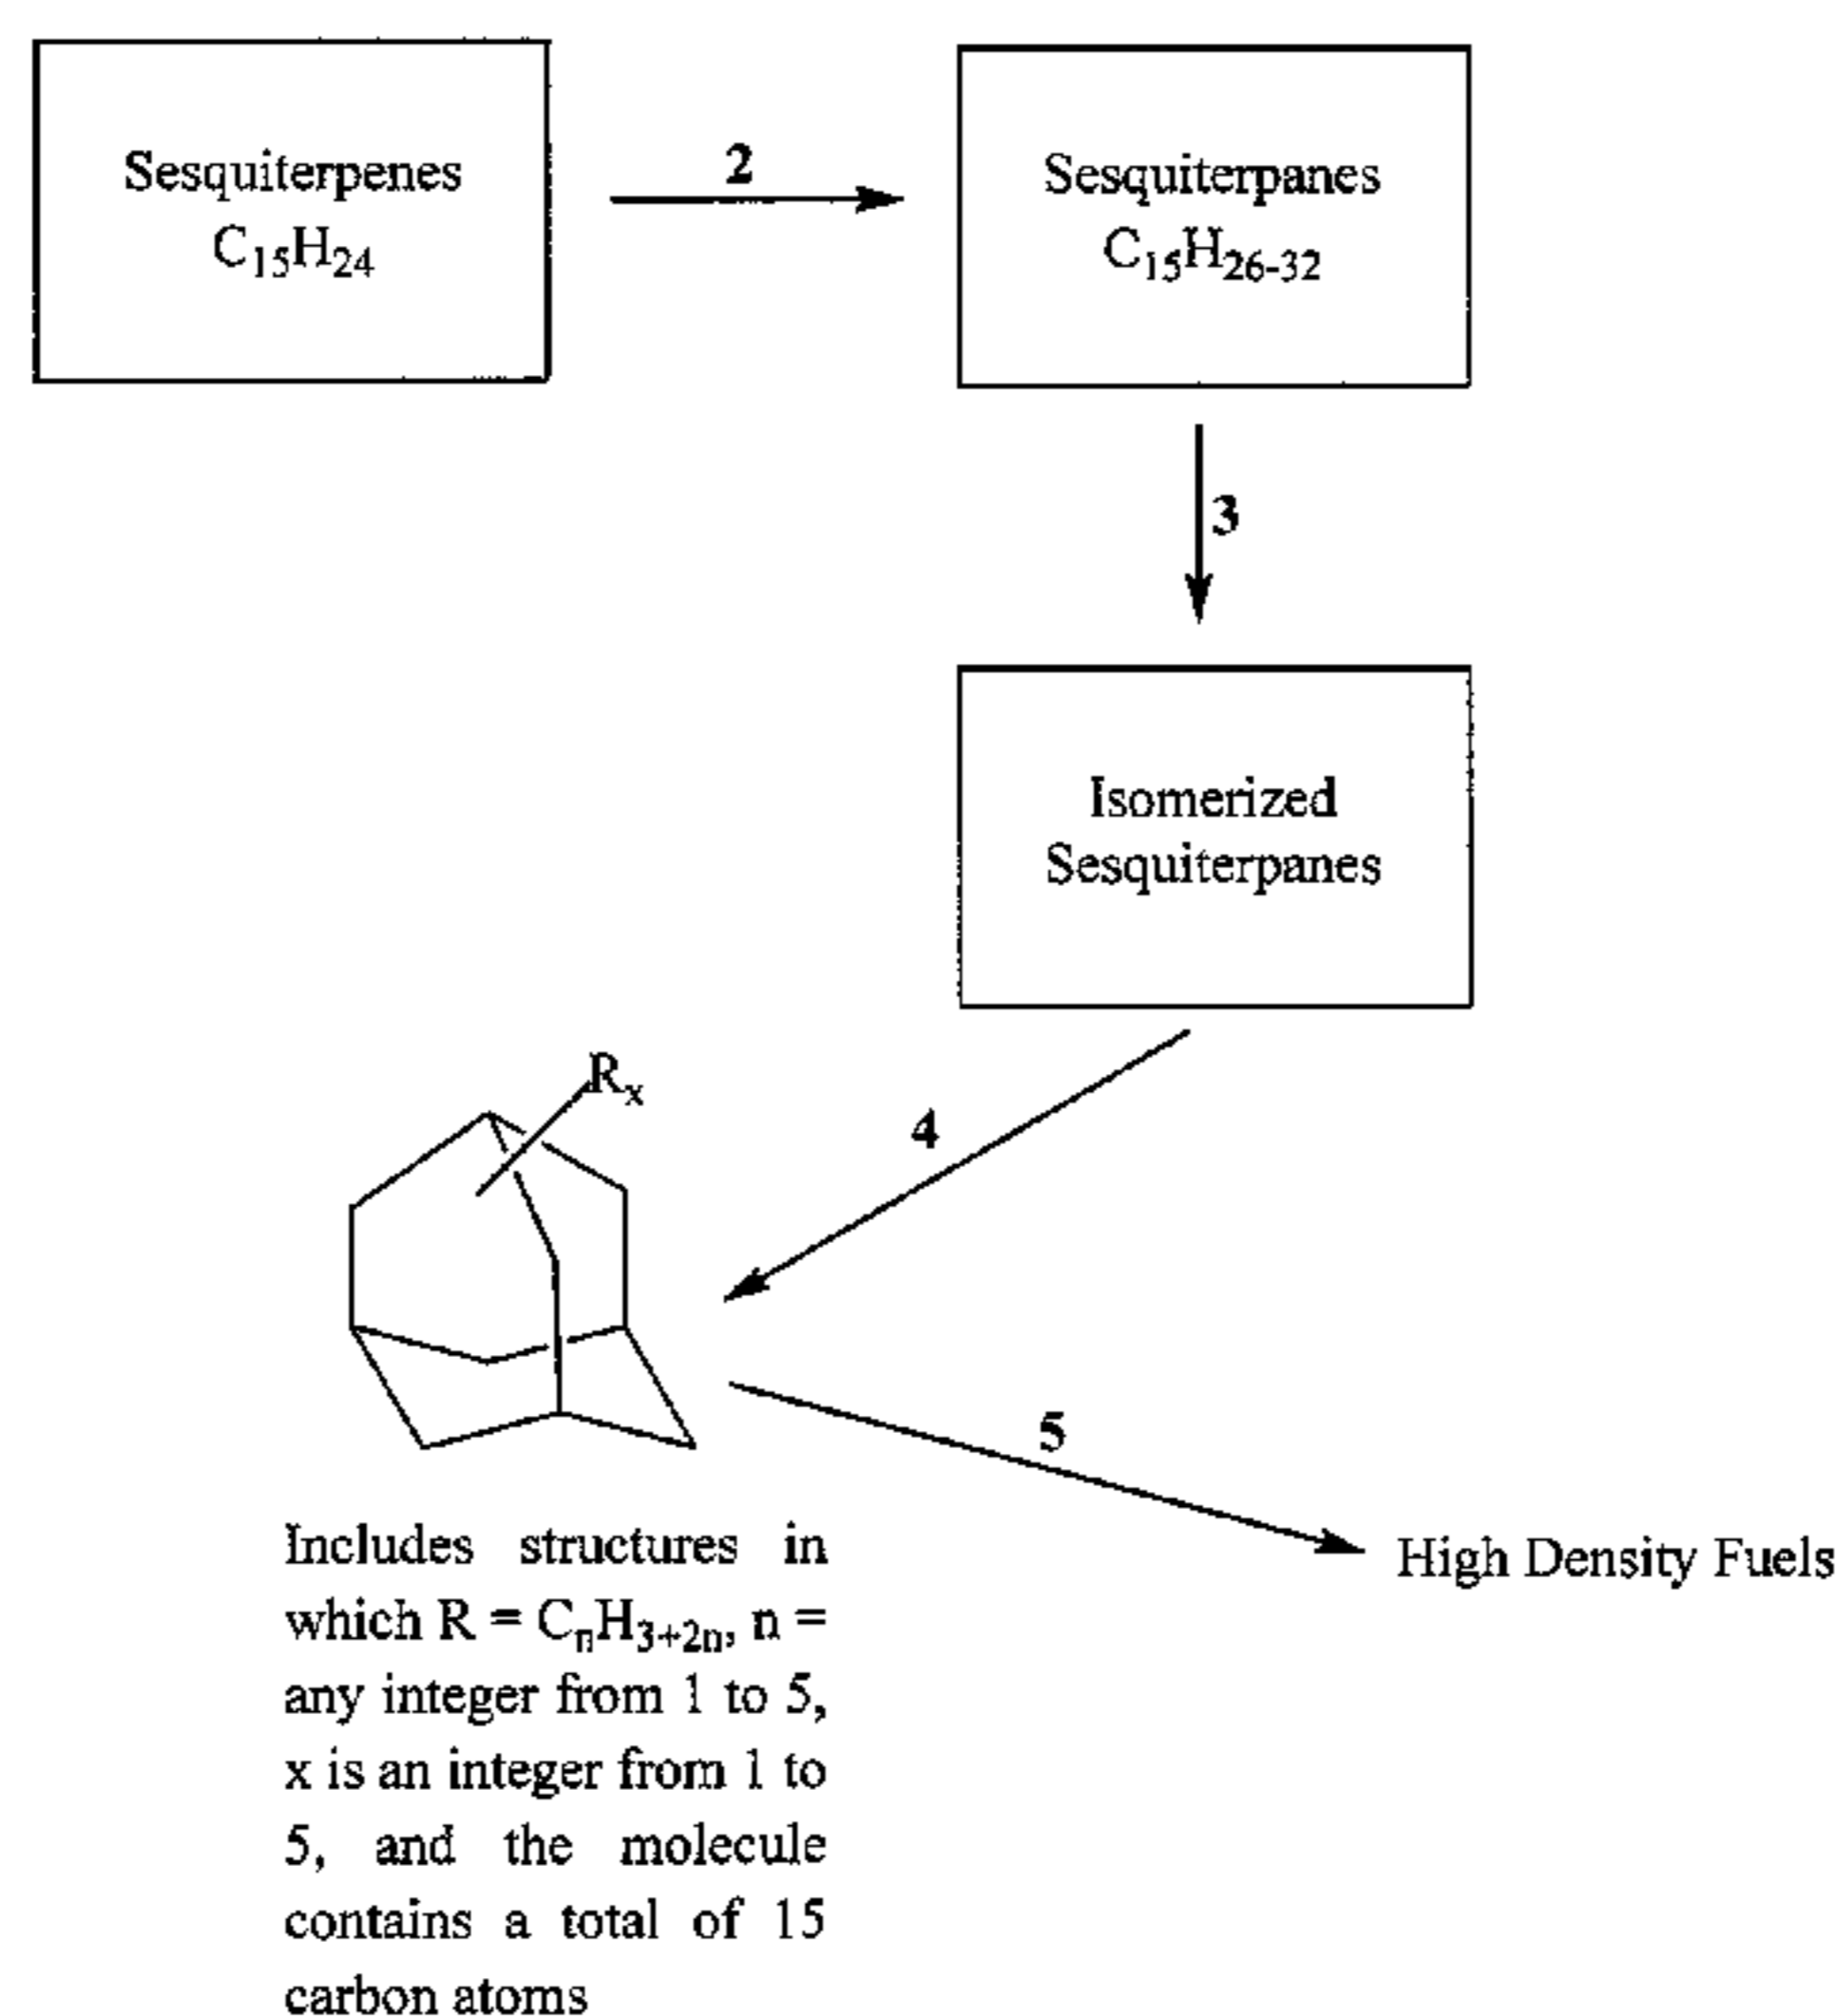 Sesquiterpenes
C₁₅H₂₄
2
Sesquiterpanes
C₁₅H₂₆₋₃₂
3
Isomerized
Sesquiterpanes
Rₓ
4
5
High Density Fuels
Includes structures in
which R = CₙH₃₊₂ₙ, n =
any integer from 1 to 5,
x is an integer from 1 to
5, and the molecule
contains a total of 15
carbon atoms